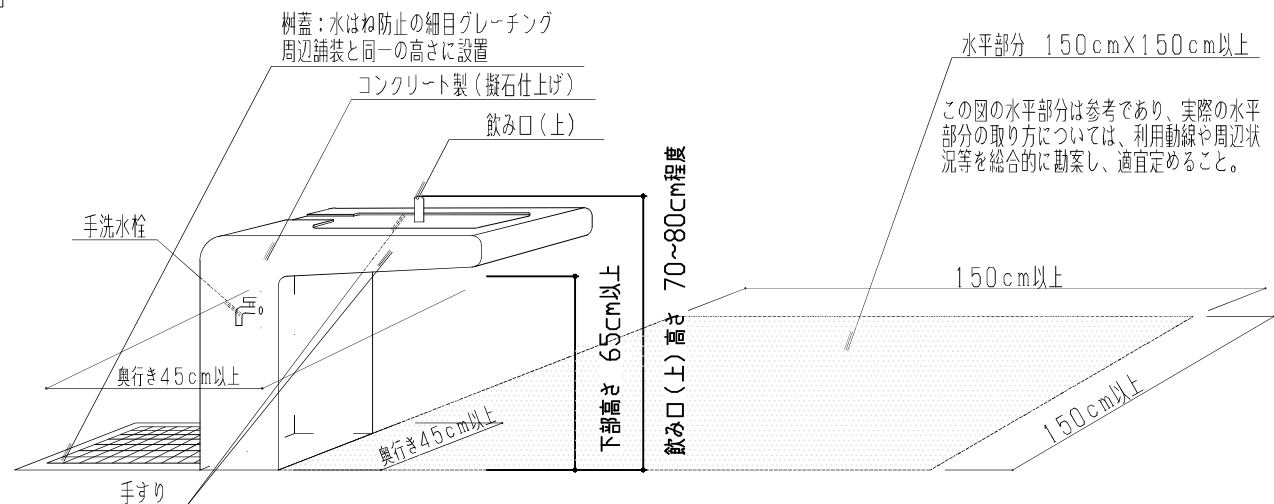 桝蓋：水はね防止の細目グレーチング
周辺舗装と同一の高さに設置
コンクリート製（擬石仕上げ）
飲み口（上）
手洗水栓
水平部分　150cm×150cm以上
この図の水平部分は参考であり、実際の水平
部分の取り方については、利用動線や周辺状
況等を総合的に勘案し、適宜定めること。
奥行き45cm以上
奥行き45cm以上
下部高さ　65cm以上
飲み口（上）高さ　70~80cm程度
150cm以上
150cm以上
手すり